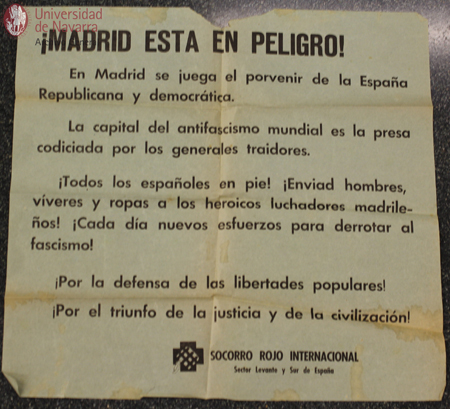 Universidad
de Navarra
¡MADRID ESTA EN PELIGRO!
En Madrid se juega el porvenir de la España
Republicana y democrática.
La capital del antifascismo mundial es la presa
codiciada por los generales traidores.
¡Todos los españoles en pie! ¡Enviad hombres,
víveres y ropas a los heroicos luchadores madrile-
ños! ¡Cada día nuevos esfuerzos para derrotar al
fascismo!
¡Por la defensa de las libertades populares!
¡Por el triunfo de la justicia y de la civilización!
SOCORRO ROJO INTERNACIONAL
Sector Levante y Sur de España